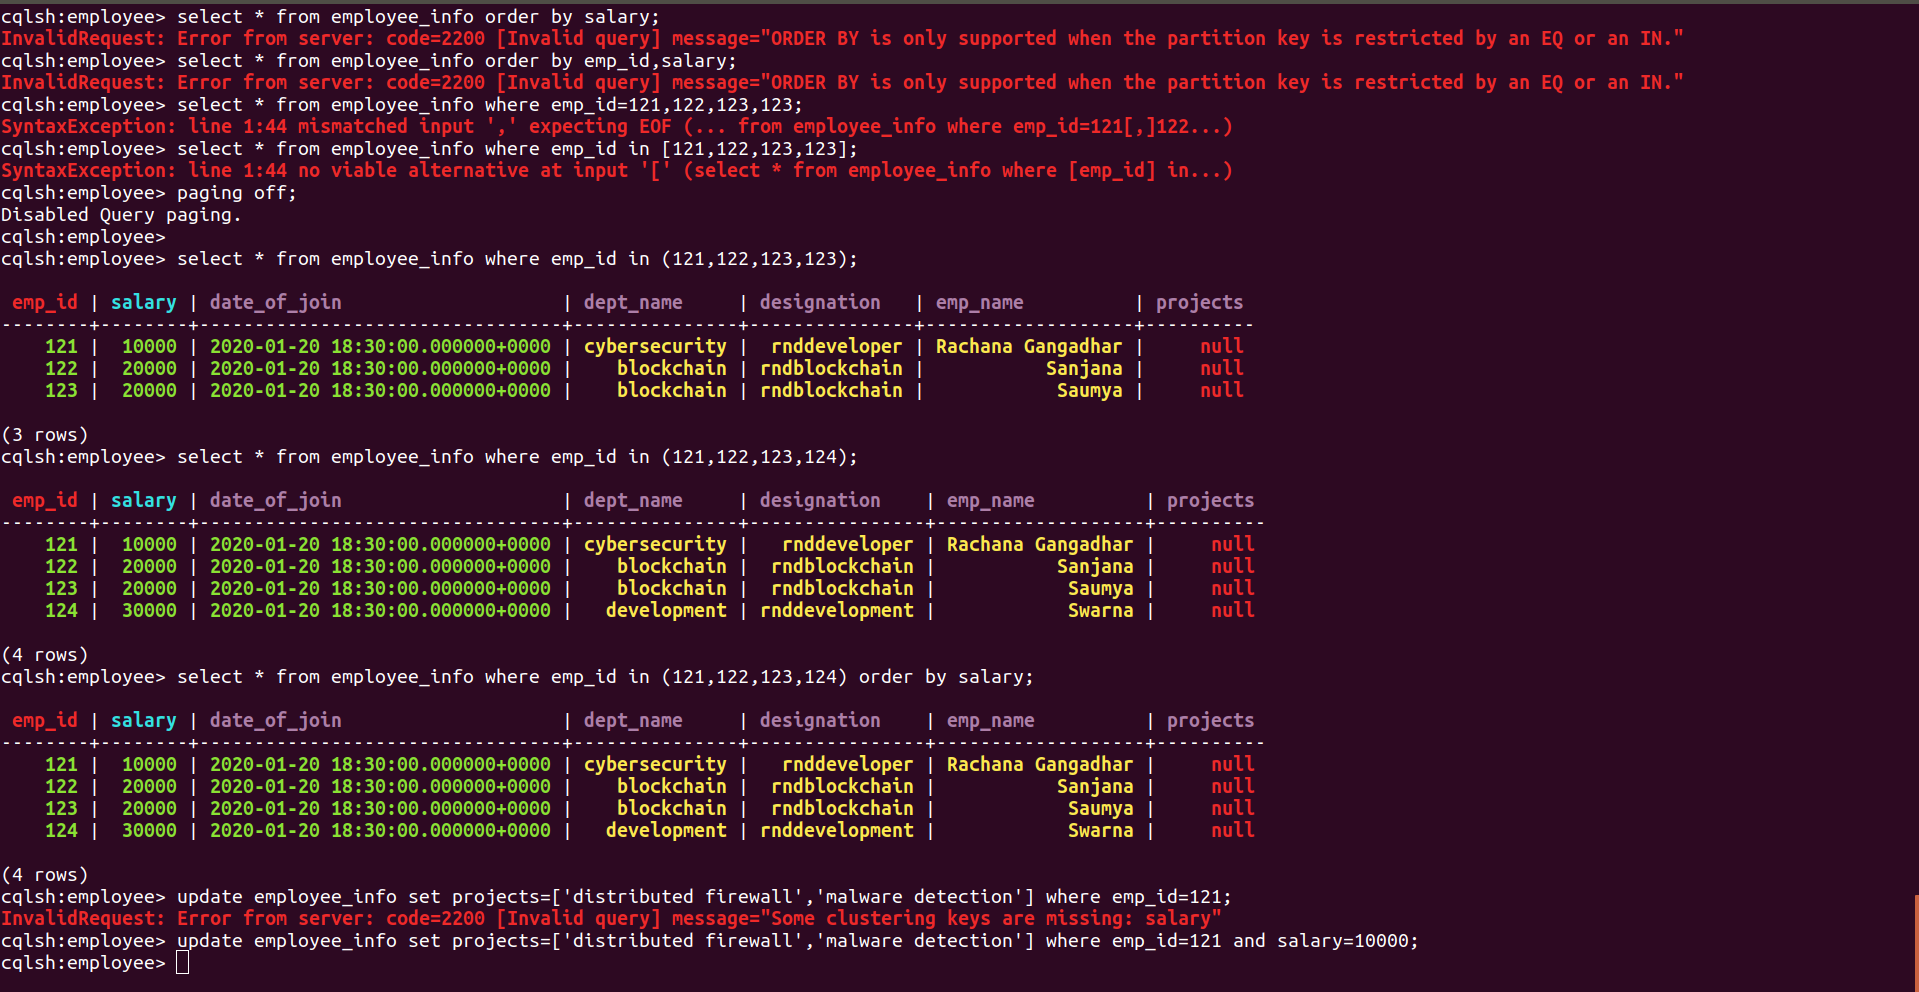 cqlsh:employee> select * from employee_info order by salary;
InvalidRequest: Error from server: code=2200 [Invalid query] message="ORDER BY is only supported when the partition key is restricted by an EQ or an IN."
cqlsh:employee> select * from employee_info order by emp_id,salary;
InvalidRequest: Error from server: code=2200 [Invalid query] message="ORDER BY is only supported when the partition key is restricted by an EQ or an IN."
cqlsh:employee> select * from employee_info where emp_id=121,122,123,123;
SyntaxException: line 1:44 mismatched input ',' expecting EOF (... from employee_info where emp_id=121[,]122...)
cqlsh:employee> select * from employee_info where emp_id in [121,122,123,123];
SyntaxException: line 1:44 no viable alternative at input '[' (select * from employee_info where [emp_id] in...)
cqlsh:employee> paging off;
Disabled Query paging.
cqlsh:employee>
cqlsh:employee> select * from employee_info where emp_id in (121,122,123,123);

 emp_id | salary | date_of_join                    | dept_name     | designation   | emp_name          | projects
--------+--------+---------------------------------+---------------+---------------+-------------------+----------
    121 |  10000 | 2020-01-20 18:30:00.000000+0000 | cybersecurity |  rnddeveloper | Rachana Gangadhar |     null
    122 |  20000 | 2020-01-20 18:30:00.000000+0000 |    blockchain | rndblockchain |           Sanjana |     null
    123 |  20000 | 2020-01-20 18:30:00.000000+0000 |    blockchain | rndblockchain |            Saumya |     null

(3 rows)
cqlsh:employee> select * from employee_info where emp_id in (121,122,123,124);

 emp_id | salary | date_of_join                    | dept_name     | designation    | emp_name          | projects
--------+--------+---------------------------------+---------------+----------------+-------------------+----------
    121 |  10000 | 2020-01-20 18:30:00.000000+0000 | cybersecurity |   rnddeveloper | Rachana Gangadhar |     null
    122 |  20000 | 2020-01-20 18:30:00.000000+0000 |    blockchain |  rndblockchain |           Sanjana |     null
    123 |  20000 | 2020-01-20 18:30:00.000000+0000 |    blockchain |  rndblockchain |            Saumya |     null
    124 |  30000 | 2020-01-20 18:30:00.000000+0000 |   development | rnddevelopment |            Swarna |     null

(4 rows)
cqlsh:employee> select * from employee_info where emp_id in (121,122,123,124) order by salary;

 emp_id | salary | date_of_join                    | dept_name     | designation    | emp_name          | projects
--------+--------+---------------------------------+---------------+----------------+-------------------+----------
    121 |  10000 | 2020-01-20 18:30:00.000000+0000 | cybersecurity |   rnddeveloper | Rachana Gangadhar |     null
    122 |  20000 | 2020-01-20 18:30:00.000000+0000 |    blockchain |  rndblockchain |           Sanjana |     null
    123 |  20000 | 2020-01-20 18:30:00.000000+0000 |    blockchain |  rndblockchain |            Saumya |     null
    124 |  30000 | 2020-01-20 18:30:00.000000+0000 |   development | rnddevelopment |            Swarna |     null

(4 rows)
cqlsh:employee> update employee_info set projects=['distributed firewall','malware detection'] where emp_id=121;
InvalidRequest: Error from server: code=2200 [Invalid query] message="Some clustering keys are missing: salary"
cqlsh:employee> update employee_info set projects=['distributed firewall','malware detection'] where emp_id=121 and salary=10000;
cqlsh:employee>